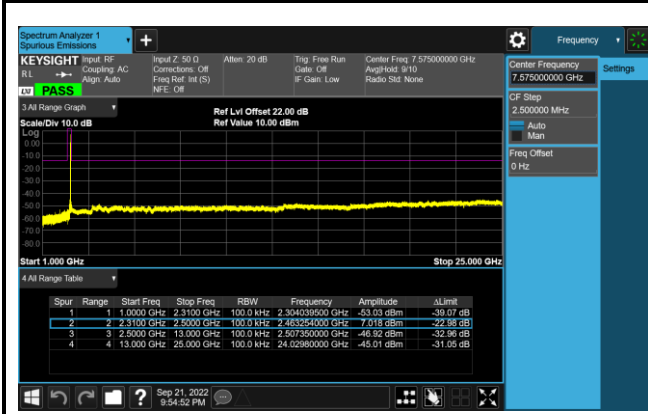 Spectrum Analyzer 1
Spurious Emissions
Frequency
KEYSIGHT
Input: RF
Coupling: AC
Align: Auto
Input Z: 50 Ω
Corrections: Off
Freq Ref: Int (S)
NFE: Off
Atten: 20 dB
Trig: Free Run
Gate: Off
IF Gain: Low
Center Freq: 7.575000000 GHz
Avg|Hold: 9/10
Radio Std: None
R L
LXI PASS
Center Frequency
7.575000000 GHz
Settings
CF Step
2.500000 MHz
Auto
Man
Freq Offset
0 Hz
3 All Range Graph
Scale/Div 10.0 dB
Ref Lvl Offset 22.00 dB
Ref Value 10.00 dBm
Log
0.00
-10.0
-20.0
-30.0
-40.0
-50.0
-60.0
-70.0
-80.0
Start 1.000 GHz
Stop 25.000 GHz
4 All Range Table
Spur Range Start Freq Stop Freq RBW Frequency Amplitude ΔLimit
1 1 1.0000 GHz 2.3100 GHz 100.0 kHz 2.304039500 GHz -53.03 dBm -39.07 dB
2 2 2.3100 GHz 2.5000 GHz 100.0 kHz 2.463254000 GHz 7.018 dBm -22.98 dB
3 3 2.5000 GHz 13.000 GHz 100.0 kHz 2.507350000 GHz -46.92 dBm -32.96 dB
4 4 13.000 GHz 25.000 GHz 100.0 kHz 24.02980000 GHz -45.01 dBm -31.05 dB
Sep 21, 2022
9:54:52 PM